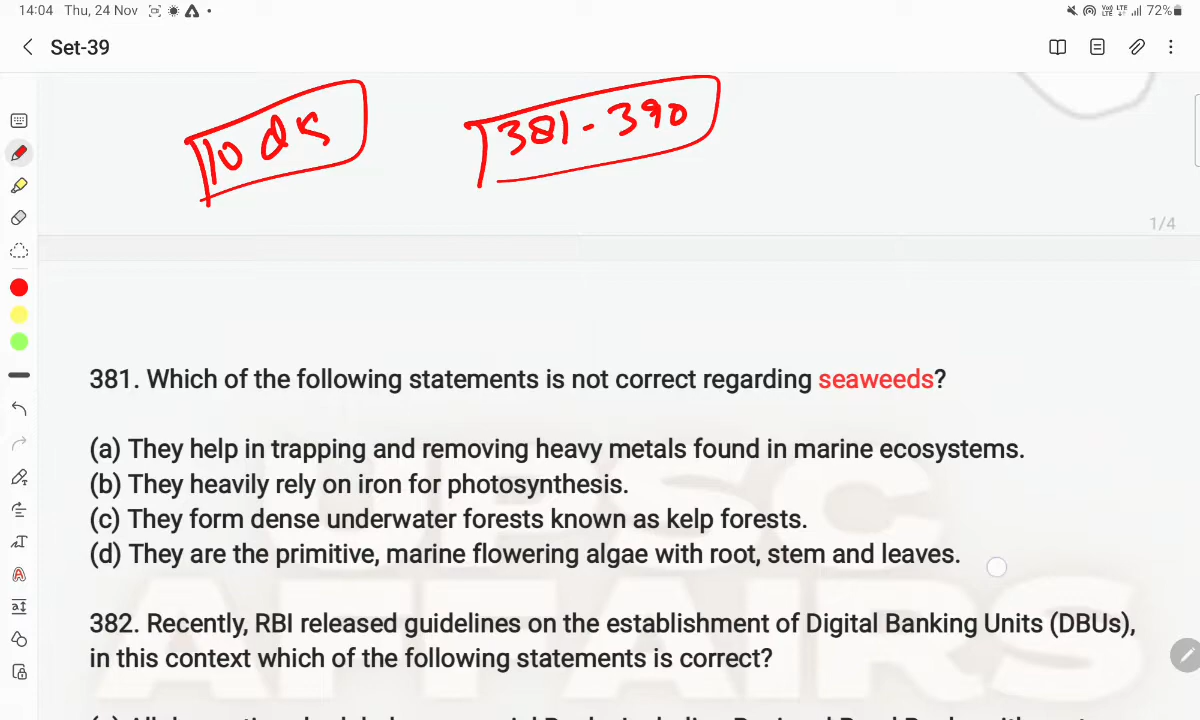 14:04 Thu, 24 Nov
72%
Set-39
10 Qs
381-390
1/4
381. Which of the following statements is not correct regarding seaweeds?
(a) They help in trapping and removing heavy metals found in marine ecosystems.
(b) They heavily rely on iron for photosynthesis.
(c) They form dense underwater forests known as kelp forests.
(d) They are the primitive, marine flowering algae with root, stem and leaves.
382. Recently, RBI released guidelines on the establishment of Digital Banking Units (DBUs),
in this context which of the following statements is correct?
UPSC
AFFAIRS